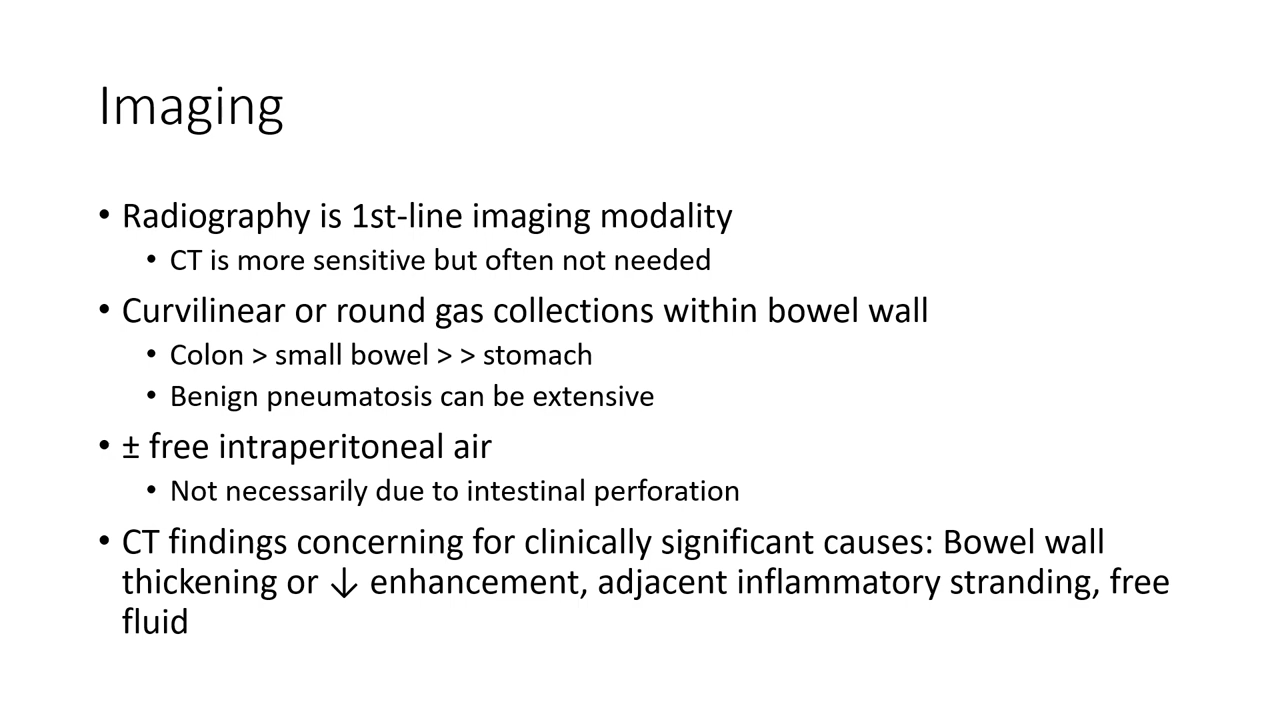 Imaging
• Radiography is 1st-line imaging modality
• CT is more sensitive but often not needed
• Curvilinear or round gas collections within bowel wall
• Colon > small bowel > > stomach
• Benign pneumatosis can be extensive
• ± free intraperitoneal air
• Not necessarily due to intestinal perforation
• CT findings concerning for clinically significant causes: Bowel wall
thickening or ↓ enhancement, adjacent inflammatory stranding, free
fluid